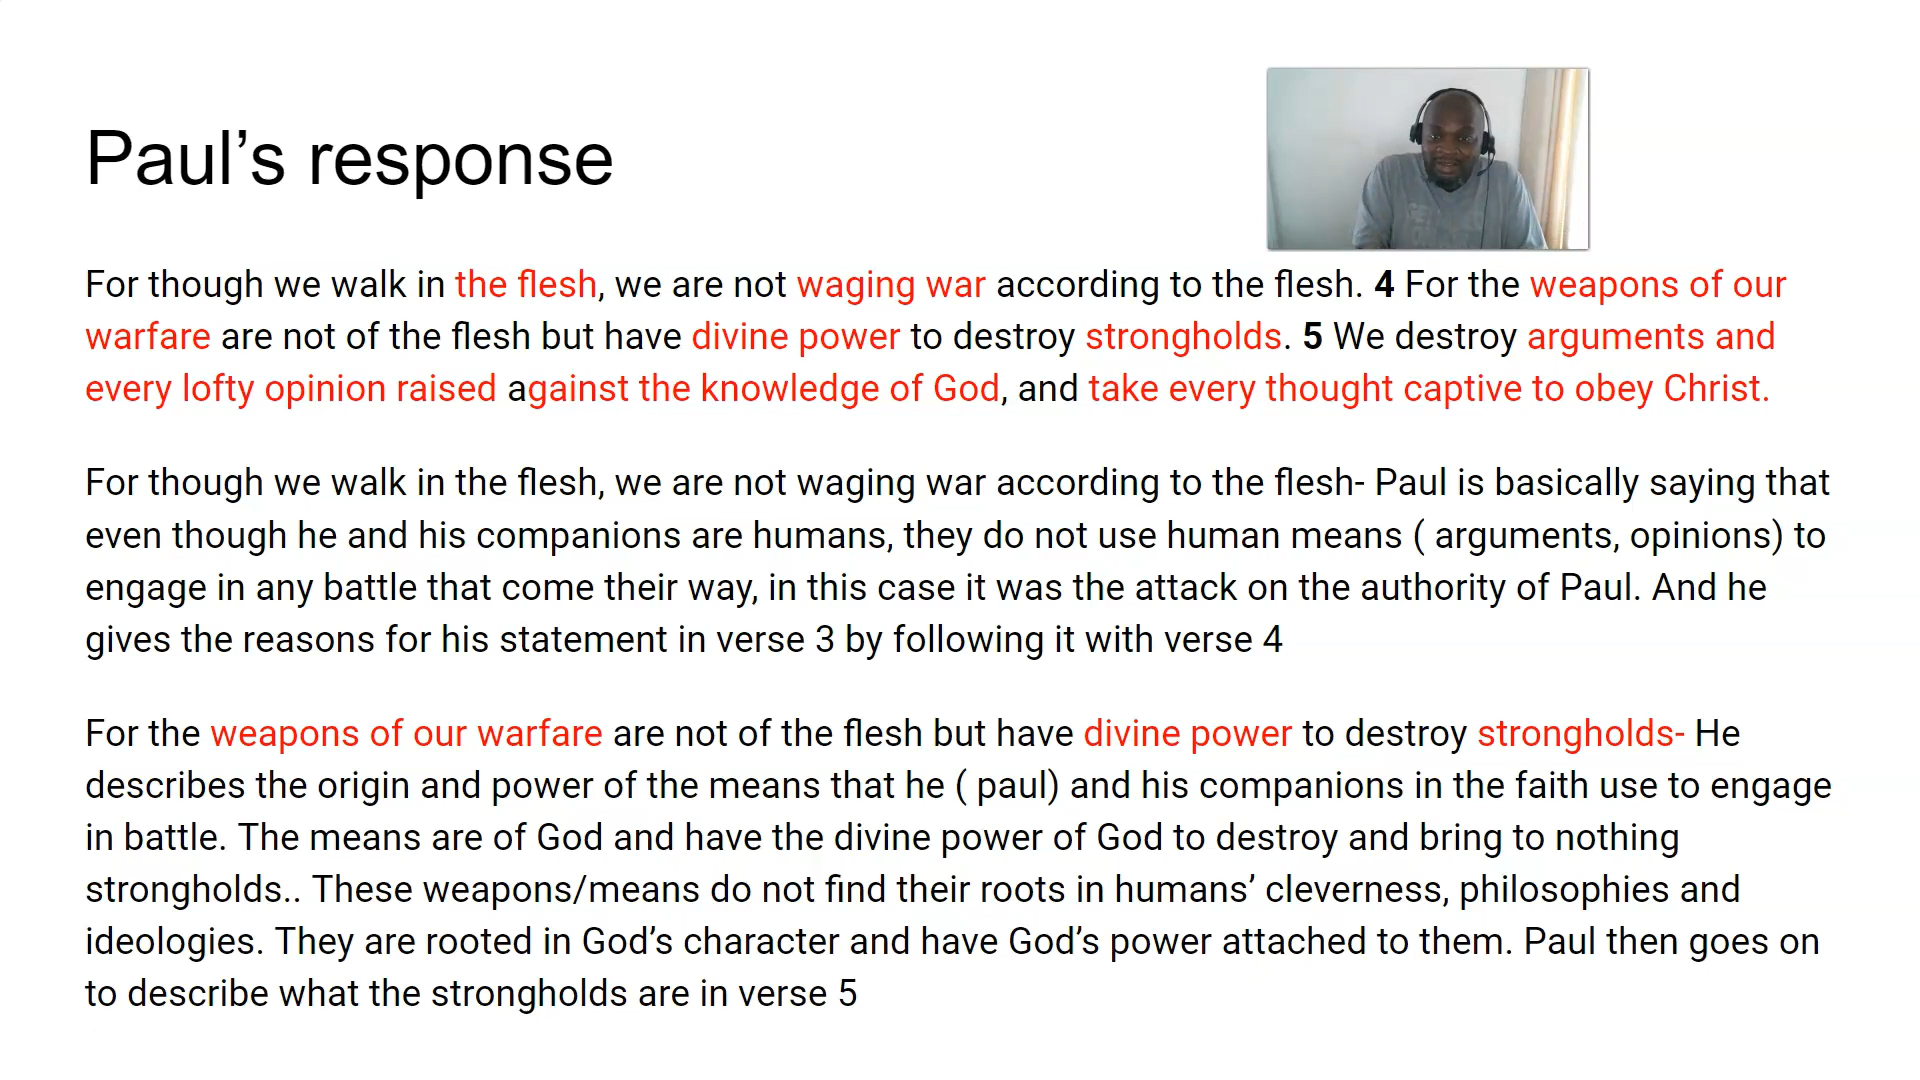 Paul’s response
For though we walk in the flesh, we are not waging war according to the flesh. 4 For the weapons of our
warfare are not of the flesh but have divine power to destroy strongholds. 5 We destroy arguments and
every lofty opinion raised against the knowledge of God, and take every thought captive to obey Christ.
For though we walk in the flesh, we are not waging war according to the flesh- Paul is basically saying that
even though he and his companions are humans, they do not use human means ( arguments, opinions) to
engage in any battle that come their way, in this case it was the attack on the authority of Paul. And he
gives the reasons for his statement in verse 3 by following it with verse 4
For the weapons of our warfare are not of the flesh but have divine power to destroy strongholds- He
describes the origin and power of the means that he ( paul) and his companions in the faith use to engage
in battle. The means are of God and have the divine power of God to destroy and bring to nothing
strongholds.. These weapons/means do not find their roots in humans’ cleverness, philosophies and
ideologies. They are rooted in God’s character and have God’s power attached to them. Paul then goes on
to describe what the strongholds are in verse 5